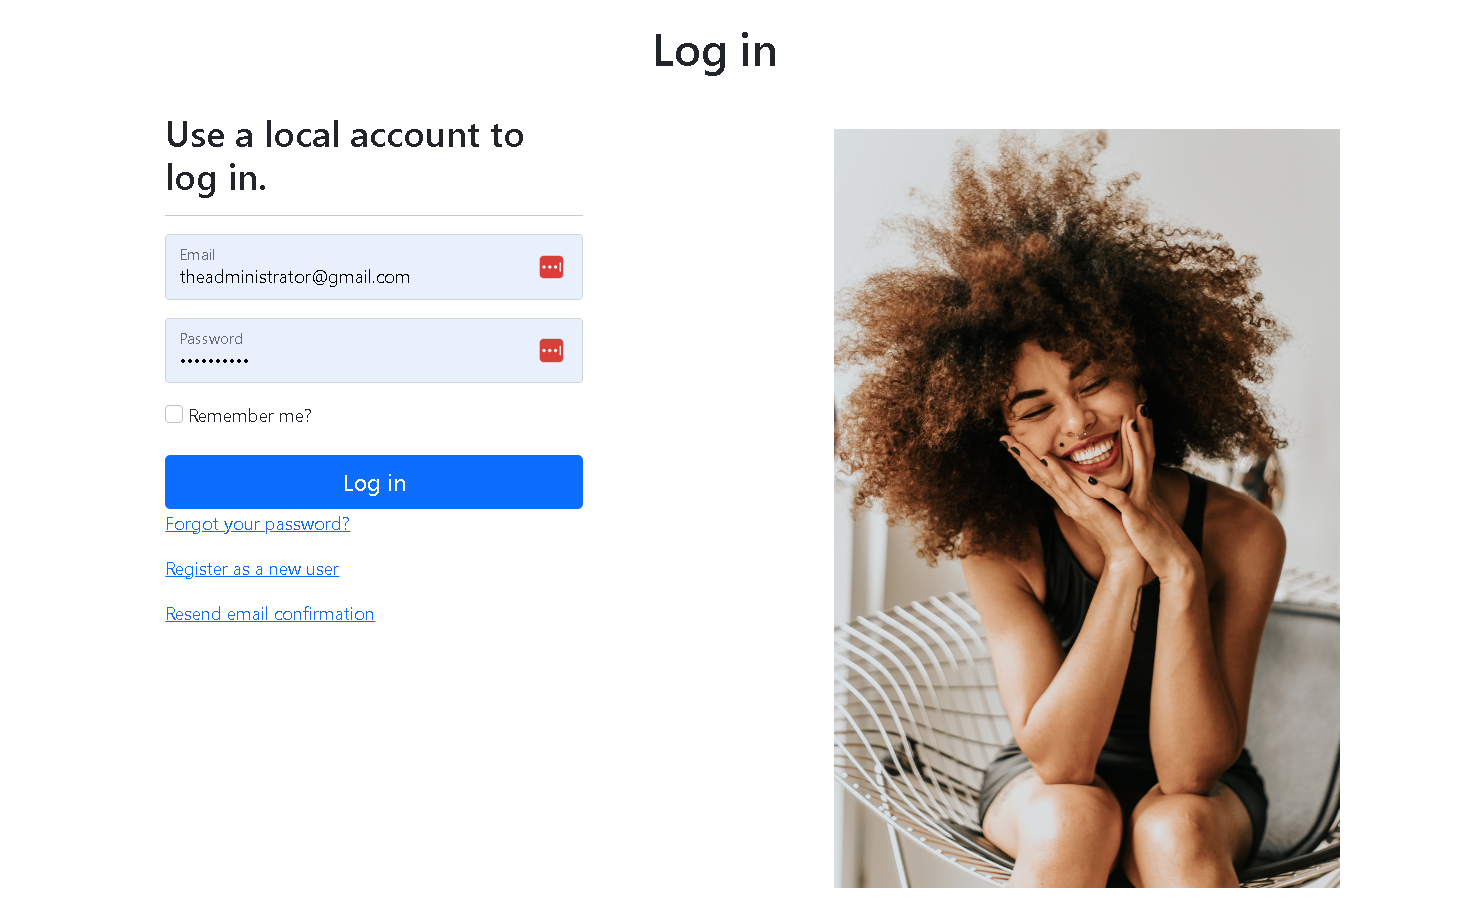 Log in
Use a local account to
log in.
Email
theadministrator@gmail.com
Password
••••••••••
Remember me?
Log in
Forgot your password?
Register as a new user
Resend email confirmation